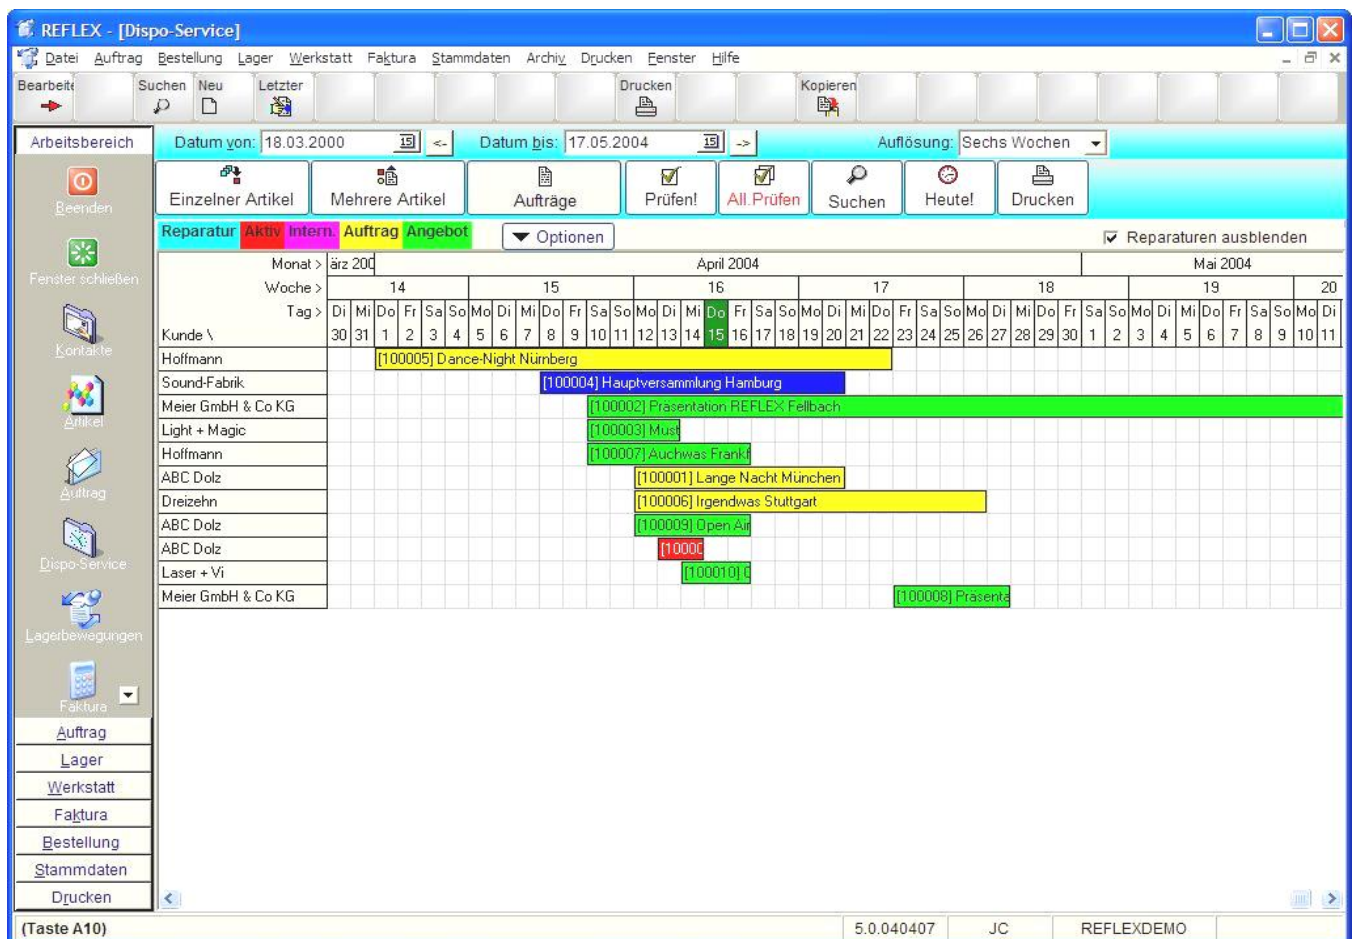 REFLEX - [Dispo-Service]
Datei Auftrag Bestellung Lager Werkstatt Faktura Stammdaten Archiv Drucken Fenster Hilfe
Bearbeite Suchen Neu Letzter Drucken Kopieren
Arbeitsbereich
Datum von: 18.03.2000 15 <- Datum bis: 17.05.2004 15 -> Auflösung: Sechs Wochen
Einzelner Artikel Mehrere Artikel Aufträge Prüfen! All.Prüfen Suchen Heute! Drucken
Reparatur Aktiv Intern. Auftrag Angebot Optionen Reparaturen ausblenden
Beenden
Fenster schließen
Kontakte
Artikel
Auftrag
Dispo-Service
Lagerbewegungen
Faktura
Auftrag
Lager
Werkstatt
Faktura
Bestellung
Stammdaten
Drucken
Monat > ärz 200 April 2004 Mai 2004
Woche > 14 15 16 17 18 19 20
Tag > Di Mi Do Fr Sa So Mo Di Mi Do Fr Sa So Mo Di Mi Do Fr Sa So Mo Di Mi Do Fr Sa So Mo Di Mi Do Fr Sa So Mo Di Mi Do Fr Sa So Mo Di
Kunde \ 30 31 1 2 3 4 5 6 7 8 9 10 11 12 13 14 15 16 17 18 19 20 21 22 23 24 25 26 27 28 29 30 1 2 3 4 5 6 7 8 9 10 11
Hoffmann [100005] Dance-Night Nürnberg
Sound-Fabrik [100004] Hauptversammlung Hamburg
Meier GmbH & Co KG [100002] Präsentation REFLEX Fellbach
Light + Magic [100003] Must
Hoffmann [100007] Auchwas Frankf
ABC Dolz [100001] Lange Nacht München
Dreizehn [100006] Irgendwas Stuttgart
ABC Dolz [100009] Open Air
ABC Dolz [10000
Laser + Vi [100010]
Meier GmbH & Co KG [100008] Präsenta
(Taste A10) 5.0.040407 JC REFLEXDEMO